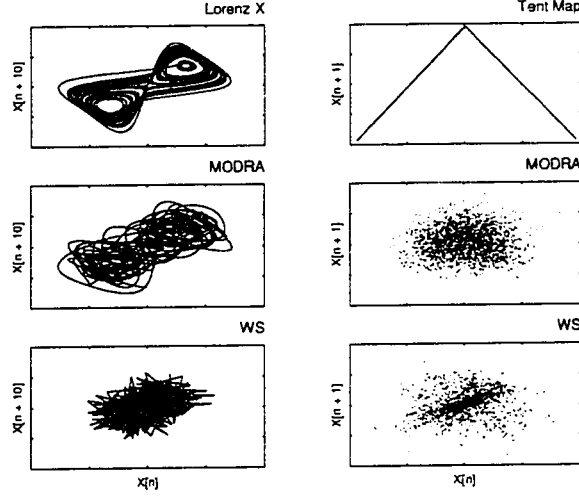 Lorenz X
X[n + 10]
Tent Map
X[n + 1]
MODRA
X[n + 10]
MODRA
X[n + 1]
WS
X[n + 10]
X[n]
WS
X[n + 1]
X[n]